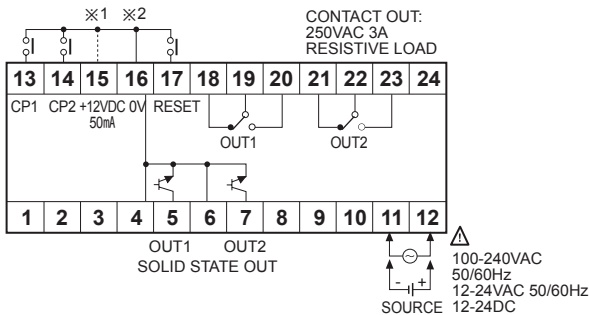 ※1 ※2
CONTACT OUT:
250VAC 3A
RESISTIVE LOAD
13 14 15 16 17 18 19 20 21 22 23 24
CP1 CP2 +12VDC 0V RESET
50mA
OUT1 OUT2
1 2 3 4 5 6 7 8 9 10 11 12
OUT1 OUT2
SOLID STATE OUT
- +
SOURCE
100-240VAC
50/60Hz
12-24VAC 50/60Hz
12-24DC